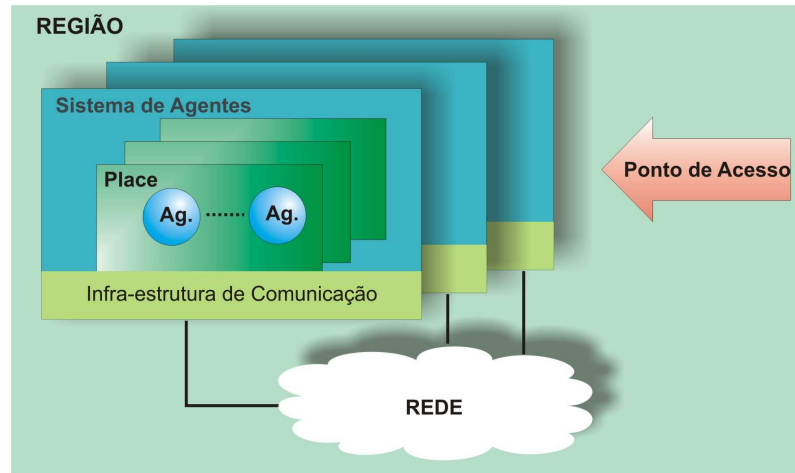 REGIÃO
Sistema de Agentes
Place
Ag. ....... Ag.
Infra-estrutura de Comunicação
Ponto de Acesso
REDE